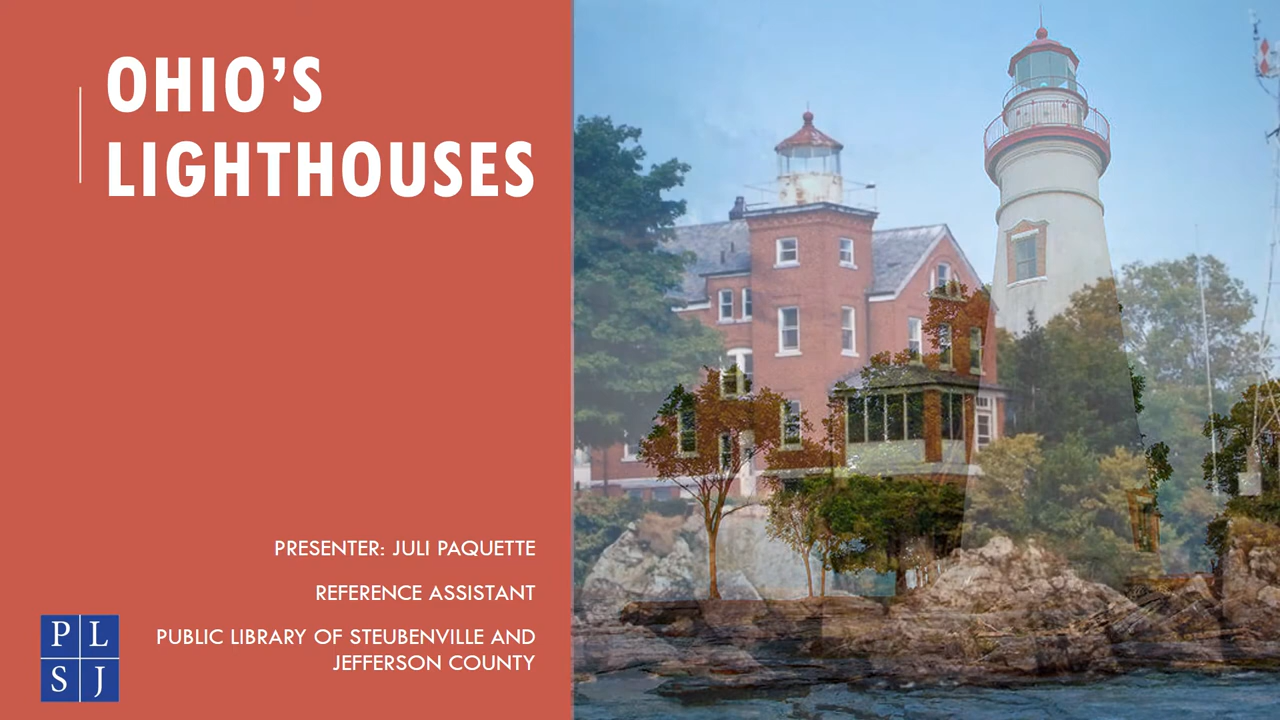 OHIO’S
LIGHTHOUSES
PRESENTER: JULI PAQUETTE
REFERENCE ASSISTANT
PUBLIC LIBRARY OF STEUBENVILLE AND
JEFFERSON COUNTY
P L
S J